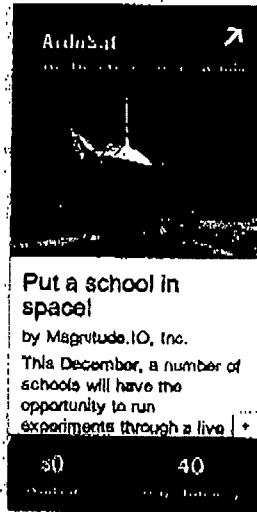 ArduSat
Put a school in
space!
by Magnitude.IO, Inc.
This December, a number of
schools will have the
opportunity to run
experiments through a live
+
40